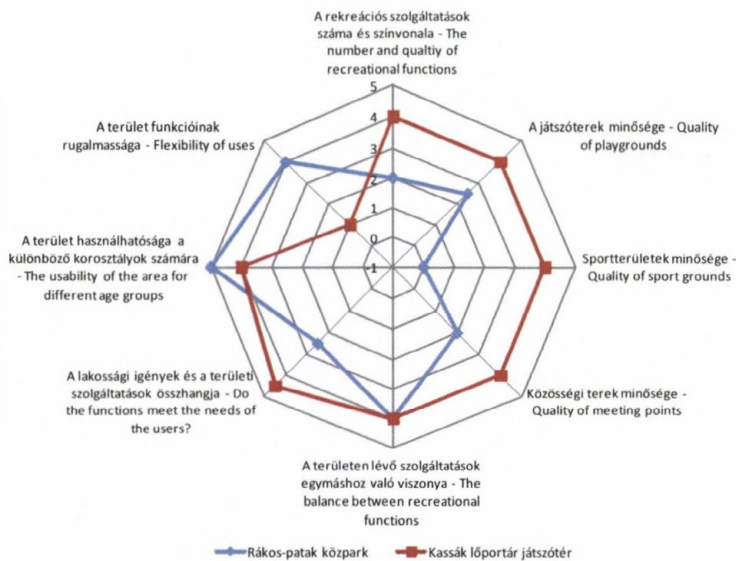 A rekreációs szolgáltatások
száma és színvonala - The
number and qualtiy of
recreational functions
5
4
3
2
1
0
-1
A játszóterek minősége - Quality
of playgrounds
Sportterületek minősége -
Quality of sport grounds
Közösségi terek minősége -
Quality of meeting points
A területen lévő szolgáltatások
egymáshoz való viszonya - The
balance between recreational
functions
A lakossági igények és a területi
szolgáltatások összhangja - Do
the functions meet the needs of
the users?
A terület használhatósága a
különböző korosztályok számára
- The usability of the area for
different age groups
A terület funkcióinak
rugalmassága - Flexibility of uses
Rákos-patak közpark
Kassák lőportár játszótér